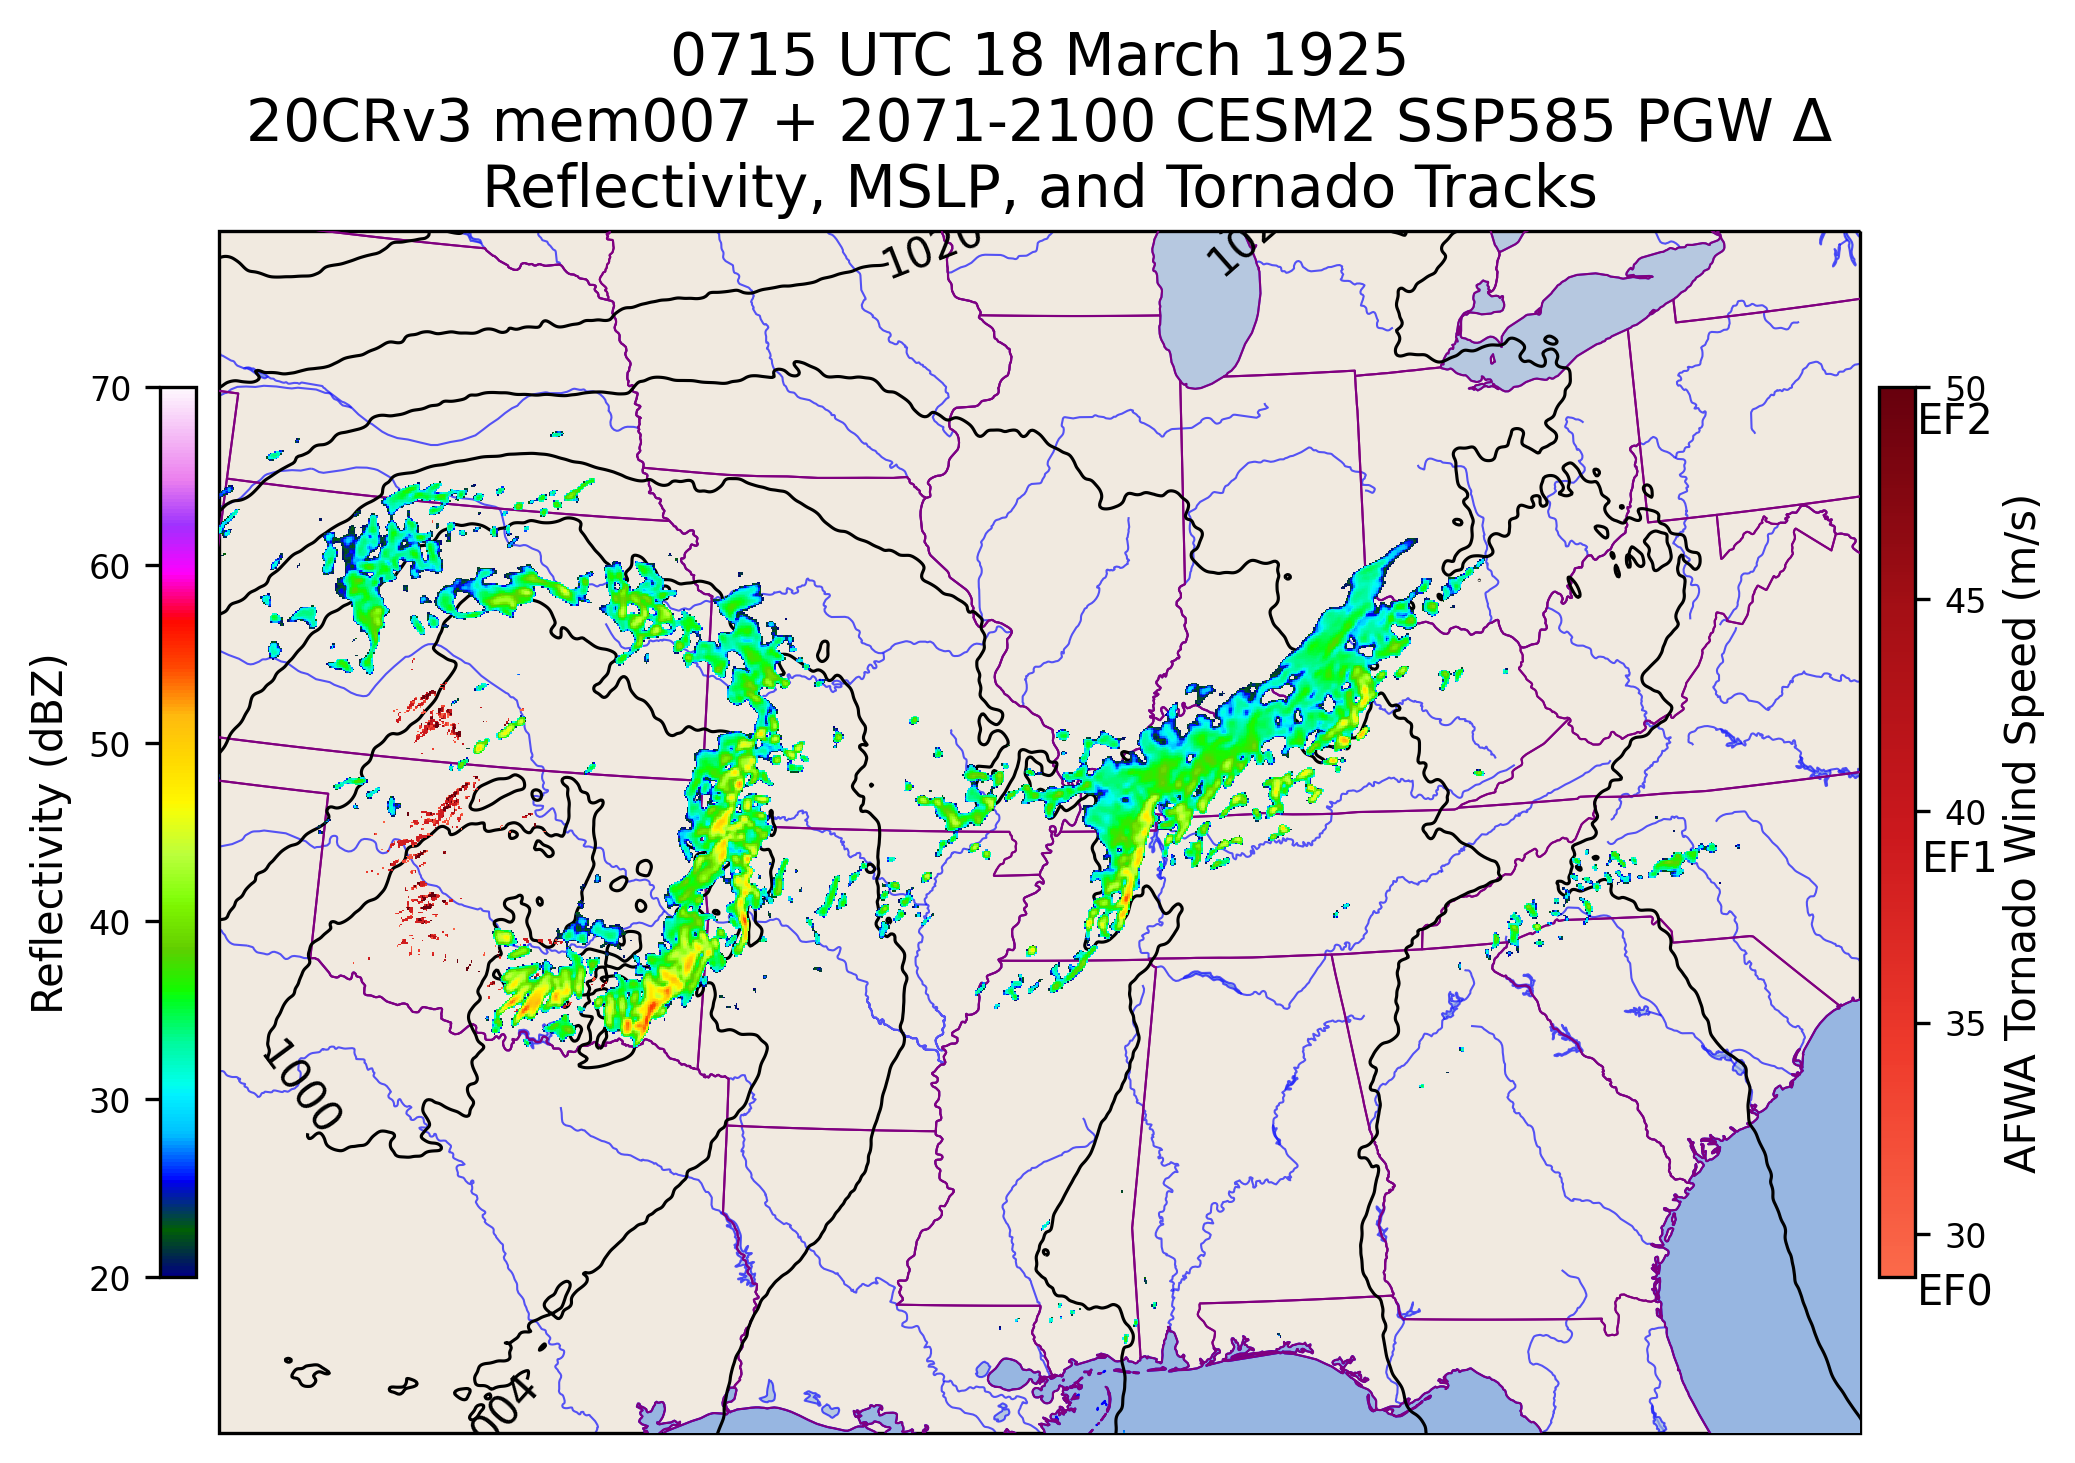 0715 UTC 18 March 1925
20CRv3 mem007 + 2071-2100 CESM2 SSP585 PGW Δ
Reflectivity, MSLP, and Tornado Tracks
1020
70
60
50
40
30
20
Reflectivity (dBZ)
1000
50
EF2
45
40
EF1
35
30
EF0
AFWA Tornado Wind Speed (m/s)